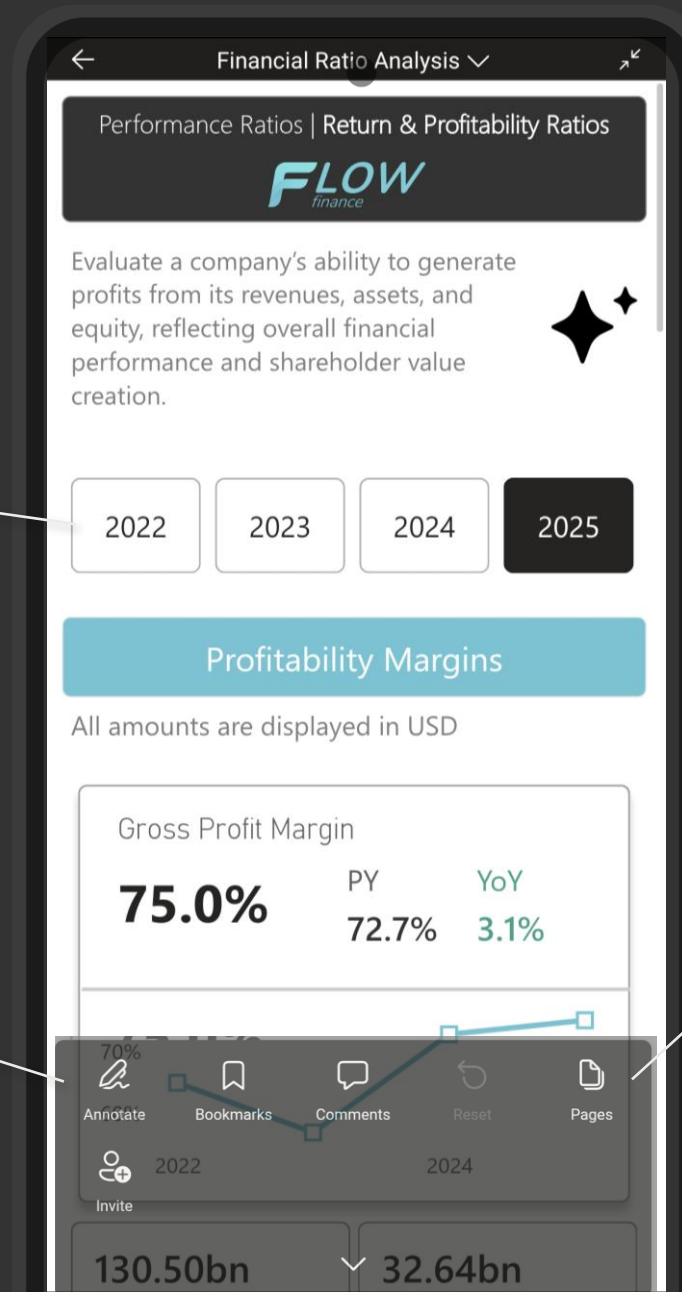 Financial Ratio Analysis
Performance Ratios | Return & Profitability Ratios
FLOW
finance
Evaluate a company's ability to generate
profits from its revenues, assets, and
equity, reflecting overall financial
performance and shareholder value
creation.
2022 2023 2024 2025
Profitability Margins
All amounts are displayed in USD
Gross Profit Margin
PY YoY
75.0% 72.7% 3.1%
70%
Annotate Bookmarks Comments Reset Pages
2022 2024
Invite
130.50bn 32.64bn